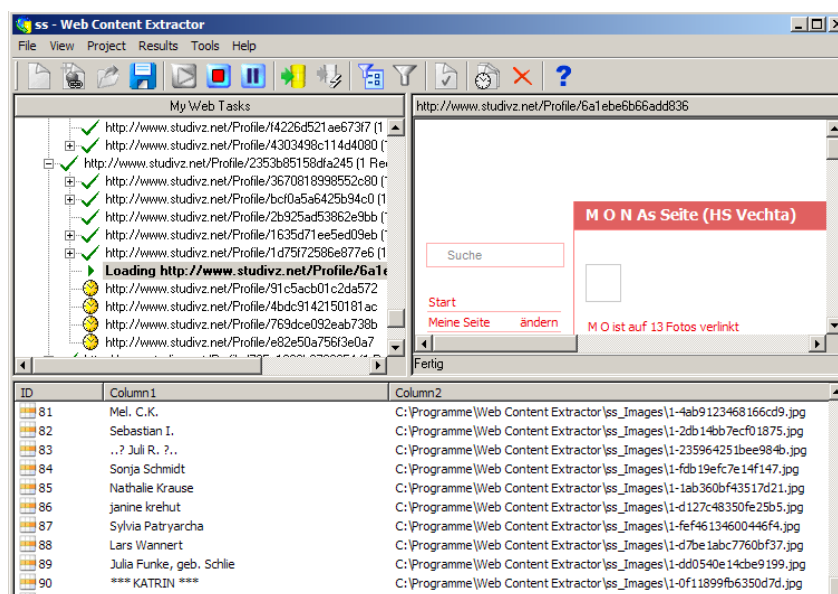 ss - Web Content Extractor
File View Project Results Tools Help
My Web Tasks
http://www.studivz.net/Profile/f4226d521ae673f7 (1
http://www.studivz.net/Profile/4303498c114d4080 (
http://www.studivz.net/Profile/2353b85158dfa245 (1 Re
http://www.studivz.net/Profile/3670818998552c80 (1
http://www.studivz.net/Profile/bcf0a5a6425b94c0 (1
http://www.studivz.net/Profile/2b925ad53862e9bb (
http://www.studivz.net/Profile/1635d71ee5ed09eb (
http://www.studivz.net/Profile/1d75f72586e877e6 (1
Loading http://www.studivz.net/Profile/6a1e
http://www.studivz.net/Profile/91c5acb01c2da572
http://www.studivz.net/Profile/4bdc9142150181ac
http://www.studivz.net/Profile/769dce092eab738b
http://www.studivz.net/Profile/e82e50a756f3e0a7
http://www.studivz.net/Profile/6a1ebe6b66add836
M O N As Seite (HS Vechta)
Suche
Start
Meine Seite ändern
M O ist auf 13 Fotos verlinkt
Fertig
ID Column1 Column2
81 Mel. C.K. C:\Programme\Web Content Extractor\ss_Images\1-4ab9123468166cd9.jpg
82 Sebastian I. C:\Programme\Web Content Extractor\ss_Images\1-2db14bb7ecf01875.jpg
83 ..? Juli R. ?.. C:\Programme\Web Content Extractor\ss_Images\1-235964251bee984b.jpg
84 Sonja Schmidt C:\Programme\Web Content Extractor\ss_Images\1-fdb19efc7e14f147.jpg
85 Nathalie Krause C:\Programme\Web Content Extractor\ss_Images\1-1ab360bf43517d21.jpg
86 janine krehut C:\Programme\Web Content Extractor\ss_Images\1-d127c48350fe25b5.jpg
87 Sylvia Patryarcha C:\Programme\Web Content Extractor\ss_Images\1-fef46134600446f4.jpg
88 Lars Wannert C:\Programme\Web Content Extractor\ss_Images\1-d7be1abc7760bf37.jpg
89 Julia Funke, geb. Schlie C:\Programme\Web Content Extractor\ss_Images\1-dd0540e14cbe9199.jpg
90 *** KATRIN *** C:\Programme\Web Content Extractor\ss_Images\1-0f11899fb6350d7d.jpg